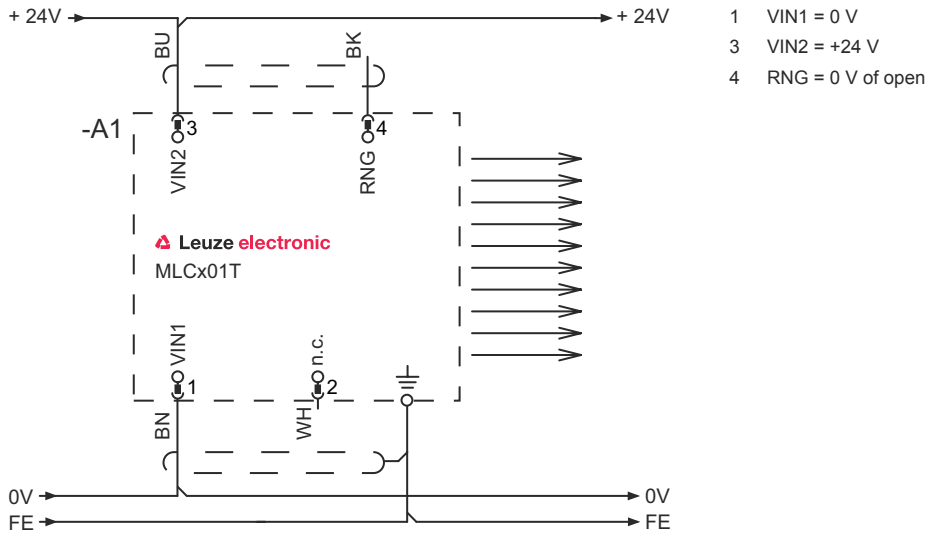 + 24V
+ 24V
1 VIN1 = 0 V
3 VIN2 = +24 V
4 RNG = 0 V of open
BU
BK
-A1
3
4
VIN2
RNG
Leuze electronic
MLCx01T
VIN1
n.c.
1
2
BN
WH
0V
0V
FE
FE